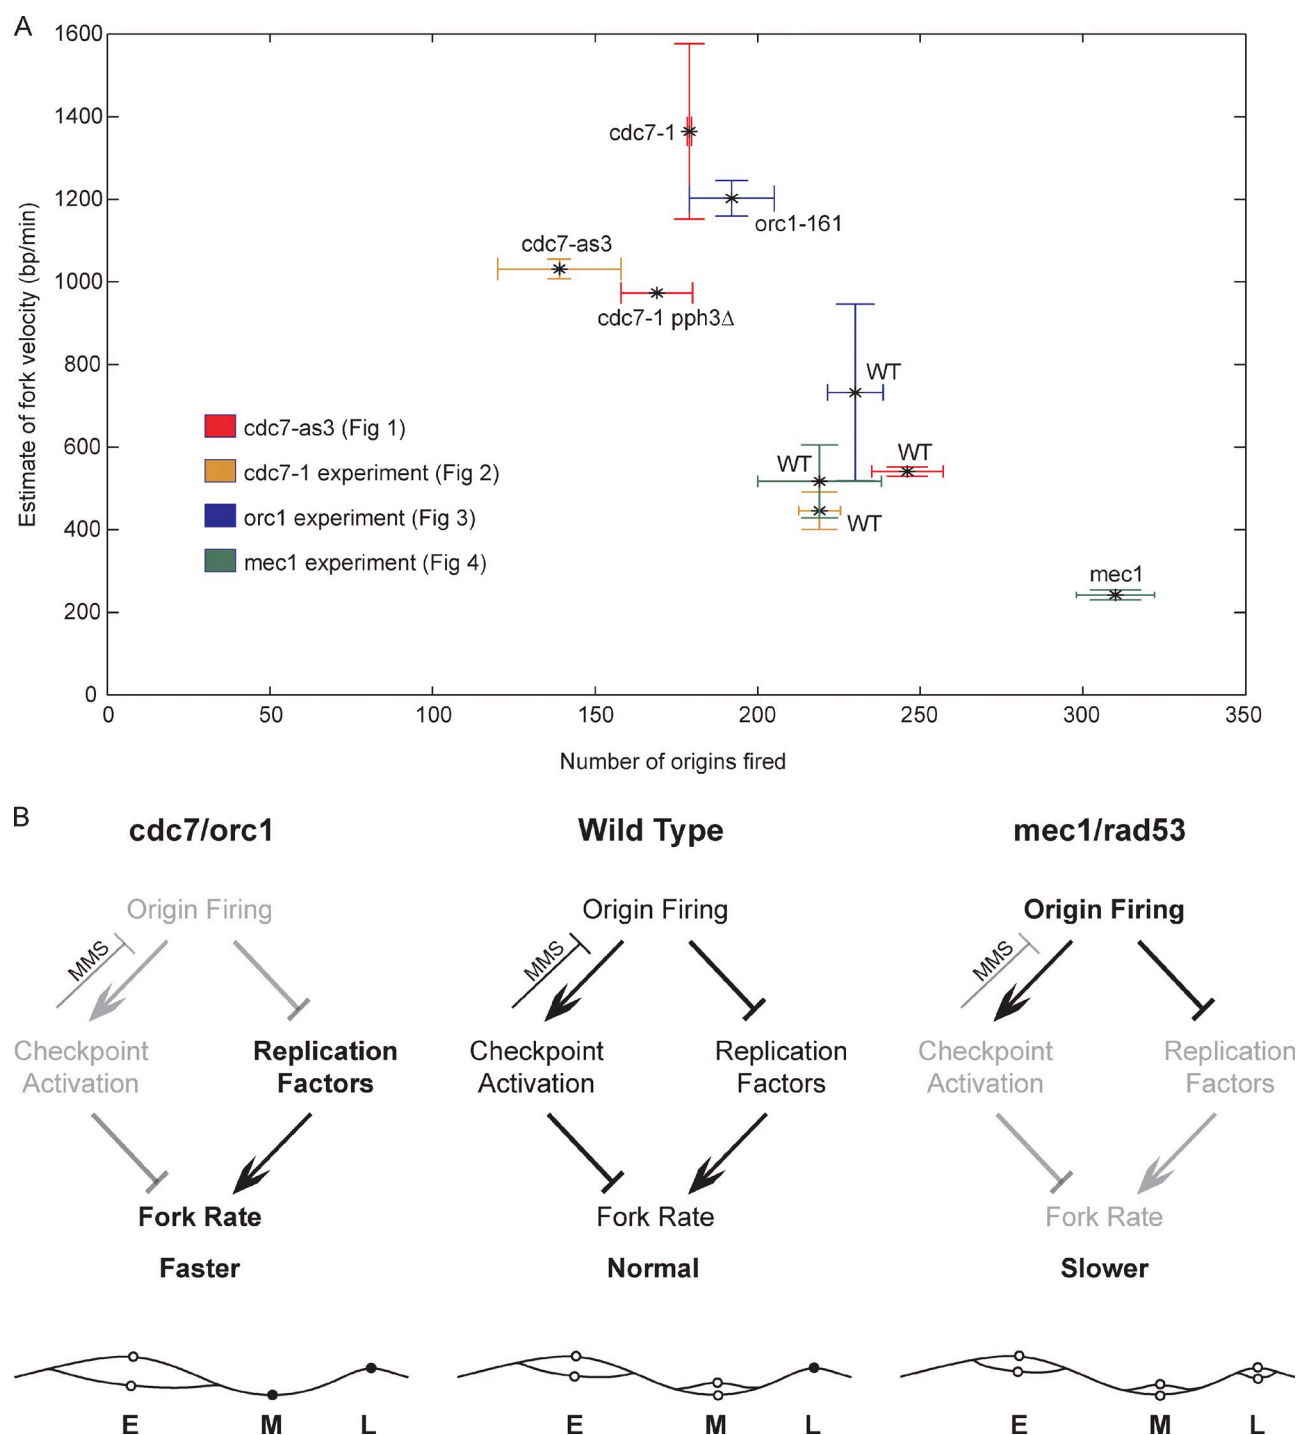 A
1600
1400
1200
1000
800
600
400
200
0
Estimate of fork velocity (bp/min)
cdc7-1
orc1-161
cdc7-as3
cdc7-1 pph3Δ
WT
WT
WT
WT
mec1
cdc7-as3 (Fig 1)
cdc7-1 experiment (Fig 2)
orc1 experiment (Fig 3)
mec1 experiment (Fig 4)
0 50 100 150 200 250 300 350
Number of origins fired
B
cdc7/orc1 Wild Type mec1/rad53
Origin Firing Origin Firing Origin Firing
MMS MMS MMS
Checkpoint Replication Checkpoint Replication Checkpoint Replication
Activation Factors Activation Factors Activation Factors
Fork Rate Fork Rate Fork Rate
Faster Normal Slower
E M L E M L E M L